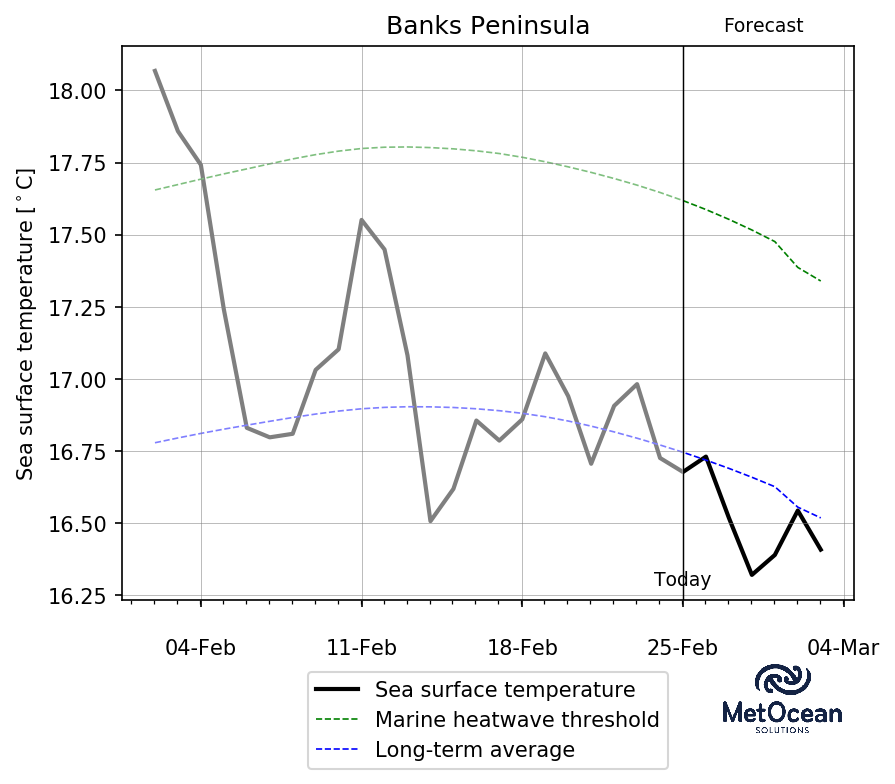 Banks Peninsula
Forecast
18.00
17.75
17.50
17.25
17.00
16.75
16.50
16.25
Sea surface temperature [°C]
Today
04-Feb
11-Feb
18-Feb
25-Feb
04-Mar
Sea surface temperature
Marine heatwave threshold
Long-term average
MetOcean
SOLUTIONS